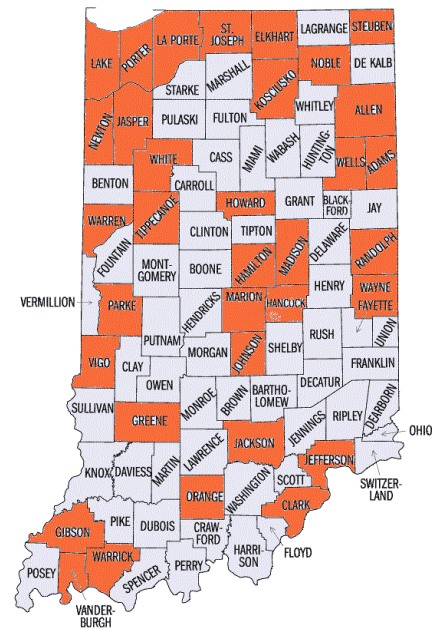 LAKE
PORTER
LA PORTE
ST.
JOSEPH
ELKHART
LAGRANGE
STEUBEN
NOBLE
DE KALB
STARKE
MARSHALL
KOSCIUSKO
WHITLEY
ALLEN
NEWTON
JASPER
PULASKI
FULTON
MIAMI
WABASH
HUNTING-
TON
WELLS
ADAMS
WHITE
CASS
BENTON
CARROLL
HOWARD
GRANT
BLACK-
FORD
JAY
WARREN
TIPPECANOE
CLINTON
TIPTON
MADISON
DELAWARE
RANDOLPH
FOUNTAIN
MONT-
GOMERY
BOONE
HAMILTON
HENRY
WAYNE
VERMILLION
PARKE
HENDRICKS
MARION
HANCOCK
FAYETTE
UNION
PUTNAM
MORGAN
JOHNSON
SHELBY
RUSH
FRANKLIN
VIGO
CLAY
OWEN
MONROE
BROWN
BARTHO-
LOMEW
DECATUR
DEARBORN
SULLIVAN
GREENE
JENNINGS
RIPLEY
OHIO
LAWRENCE
JACKSON
JEFFERSON
SWITZER-
LAND
KNOX
DAVIESS
MARTIN
ORANGE
WASHINGTON
SCOTT
CLARK
GIBSON
PIKE
DUBOIS
CRAW-
FORD
HARRI-
SON
FLOYD
POSEY
WARRICK
SPENCER
PERRY
VANDER-
BURGH